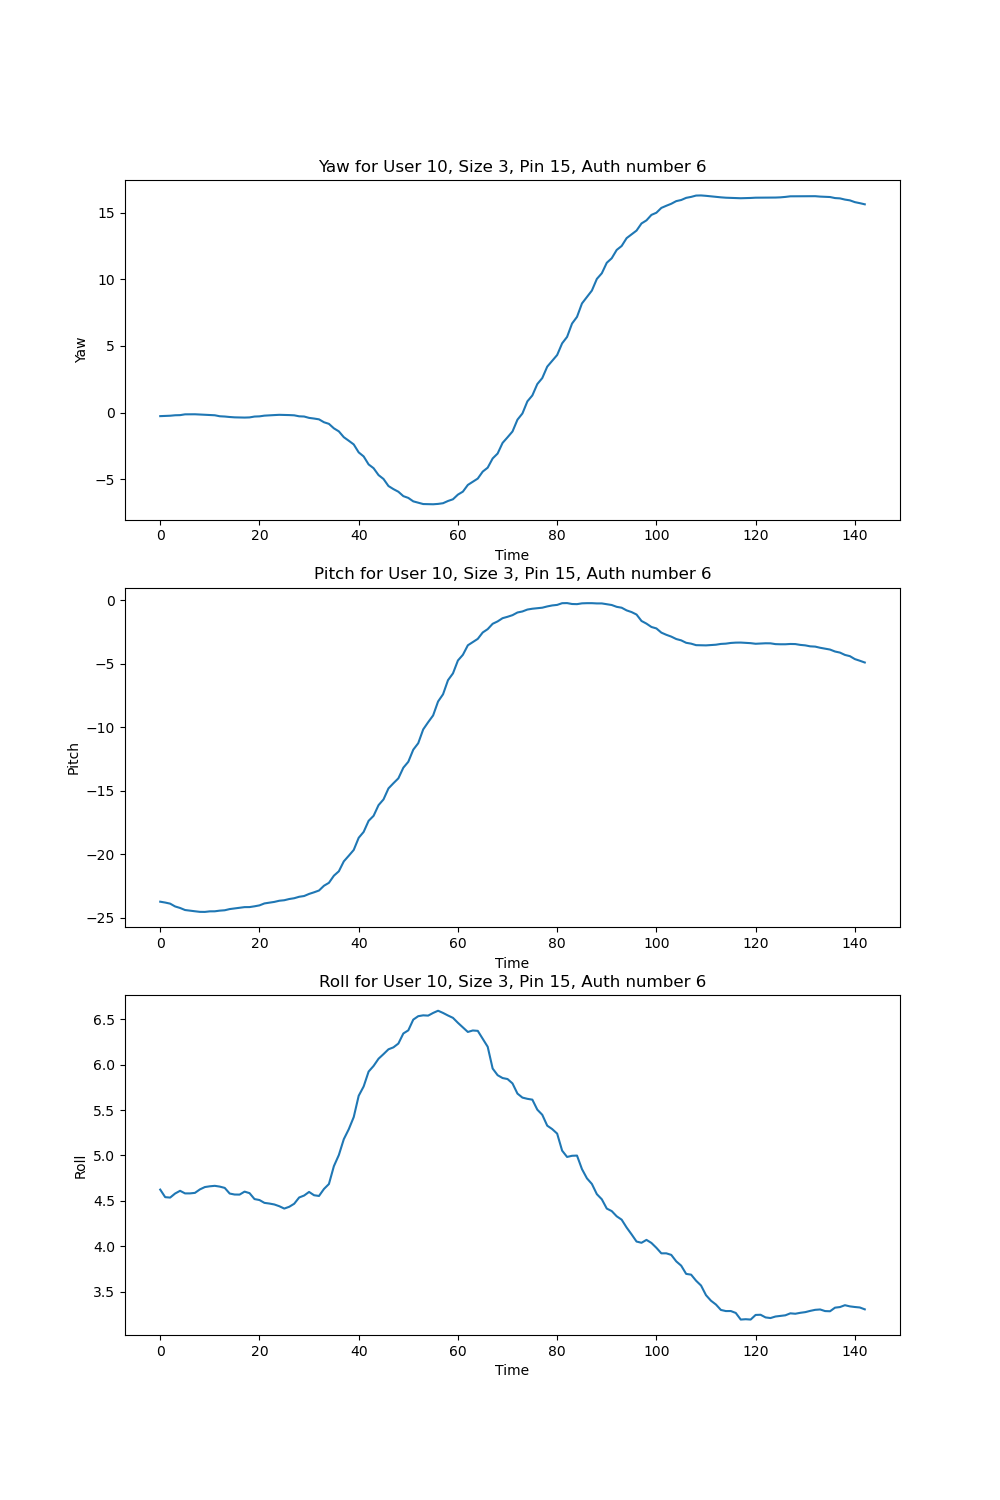 Yaw for User 10, Size 3, Pin 15, Auth number 6
15
10
5
0
−5
Yaw
0 20 40 60 80 100 120 140
Time
Pitch for User 10, Size 3, Pin 15, Auth number 6
0
−5
−10
−15
−20
−25
Pitch
0 20 40 60 80 100 120 140
Time
Roll for User 10, Size 3, Pin 15, Auth number 6
6.5
6.0
5.5
5.0
4.5
4.0
3.5
Roll
0 20 40 60 80 100 120 140
Time